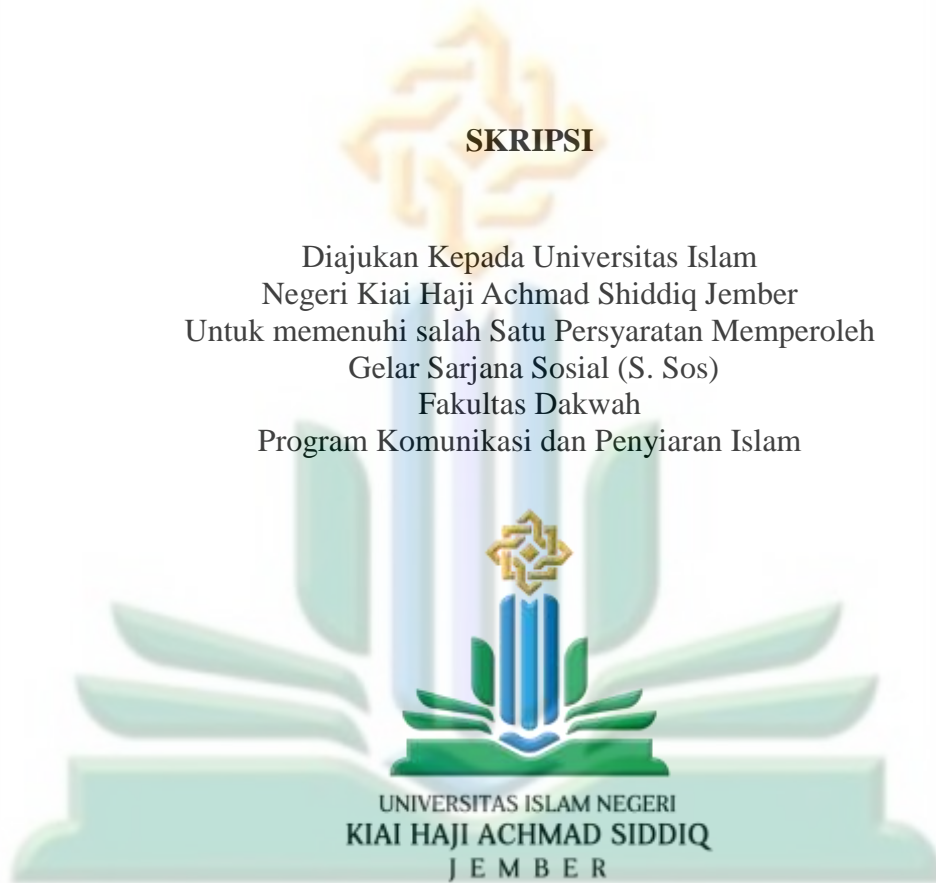 SKRIPSI
Diajukan Kepada Universitas Islam
Negeri Kiai Haji Achmad Shiddiq Jember
Untuk memenuhi salah Satu Persyaratan Memperoleh
Gelar Sarjana Sosial (S. Sos)
Fakultas Dakwah
Program Komunikasi dan Penyiaran Islam
UNIVERSITAS ISLAM NEGERI
KIAI HAJI ACHMAD SIDDIQ
JEMBER